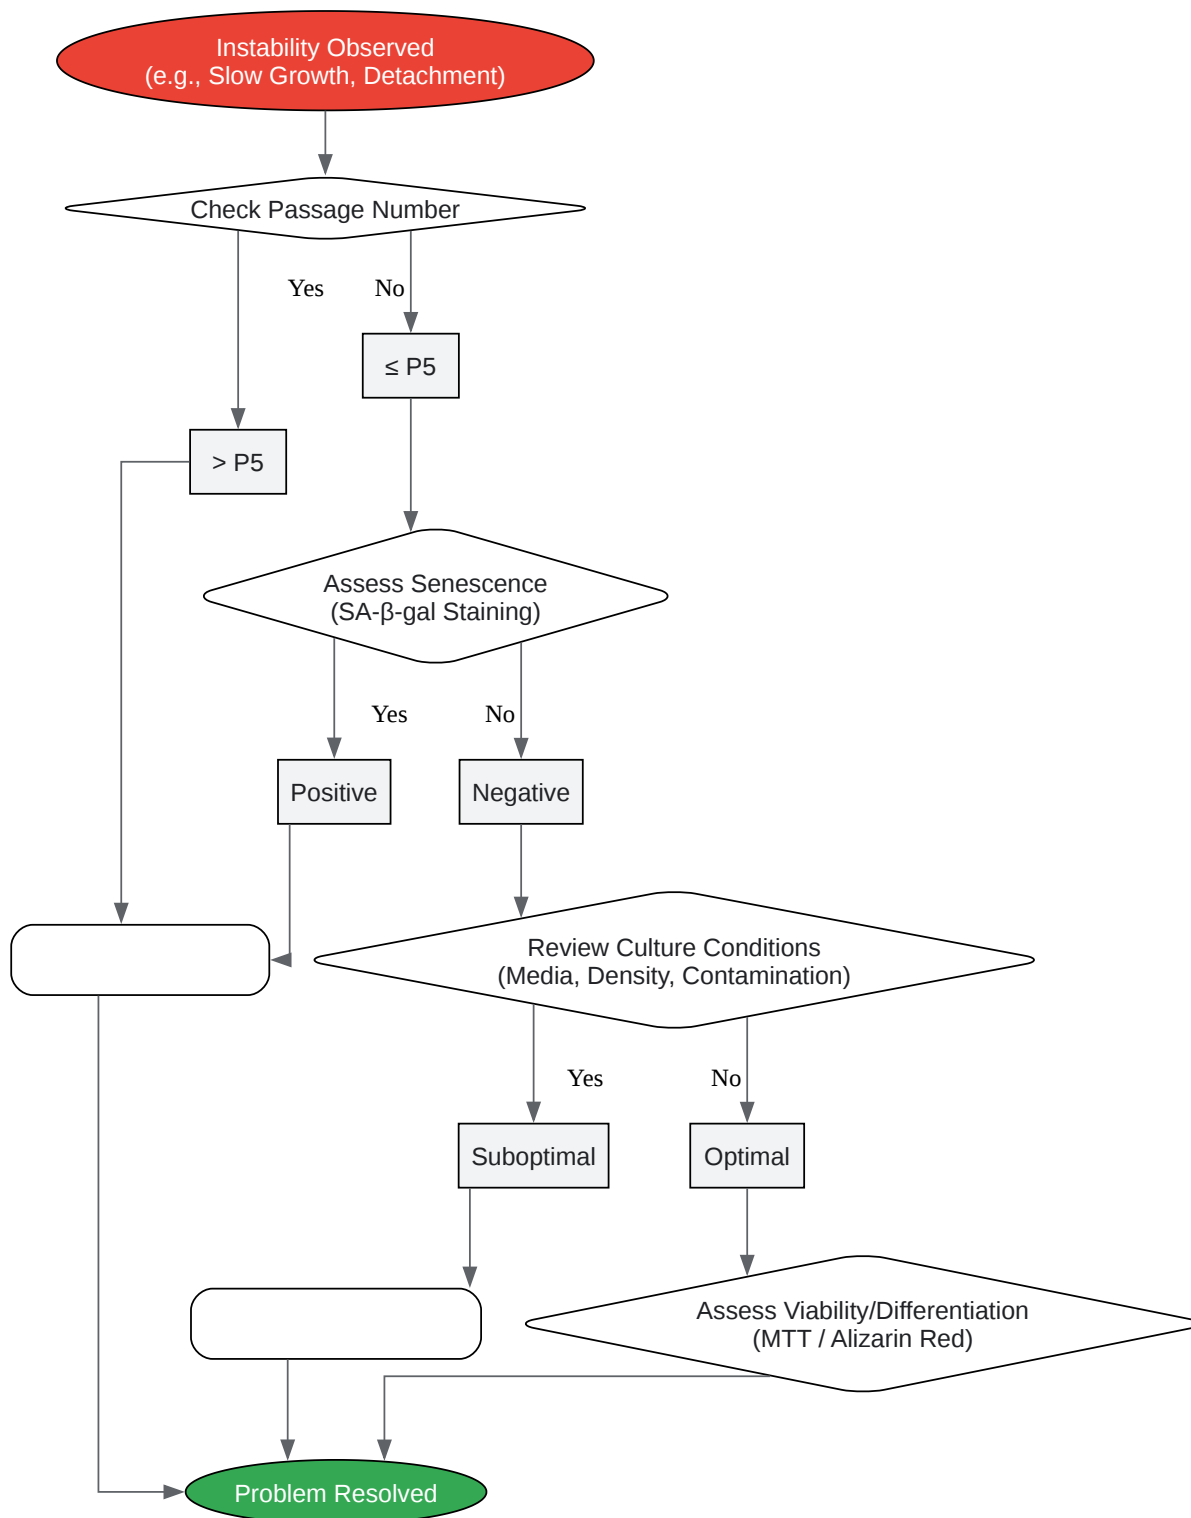 Instability Observed
(e.g., Slow Growth, Detachment)
Check Passage Number
Yes
No
≤ P5
> P5
Assess Senescence
(SA-β-gal Staining)
Yes
No
Positive
Negative
Review Culture Conditions
(Media, Density, Contamination)
Yes
No
Suboptimal
Optimal
Assess Viability/Differentiation
(MTT / Alizarin Red)
Problem Resolved